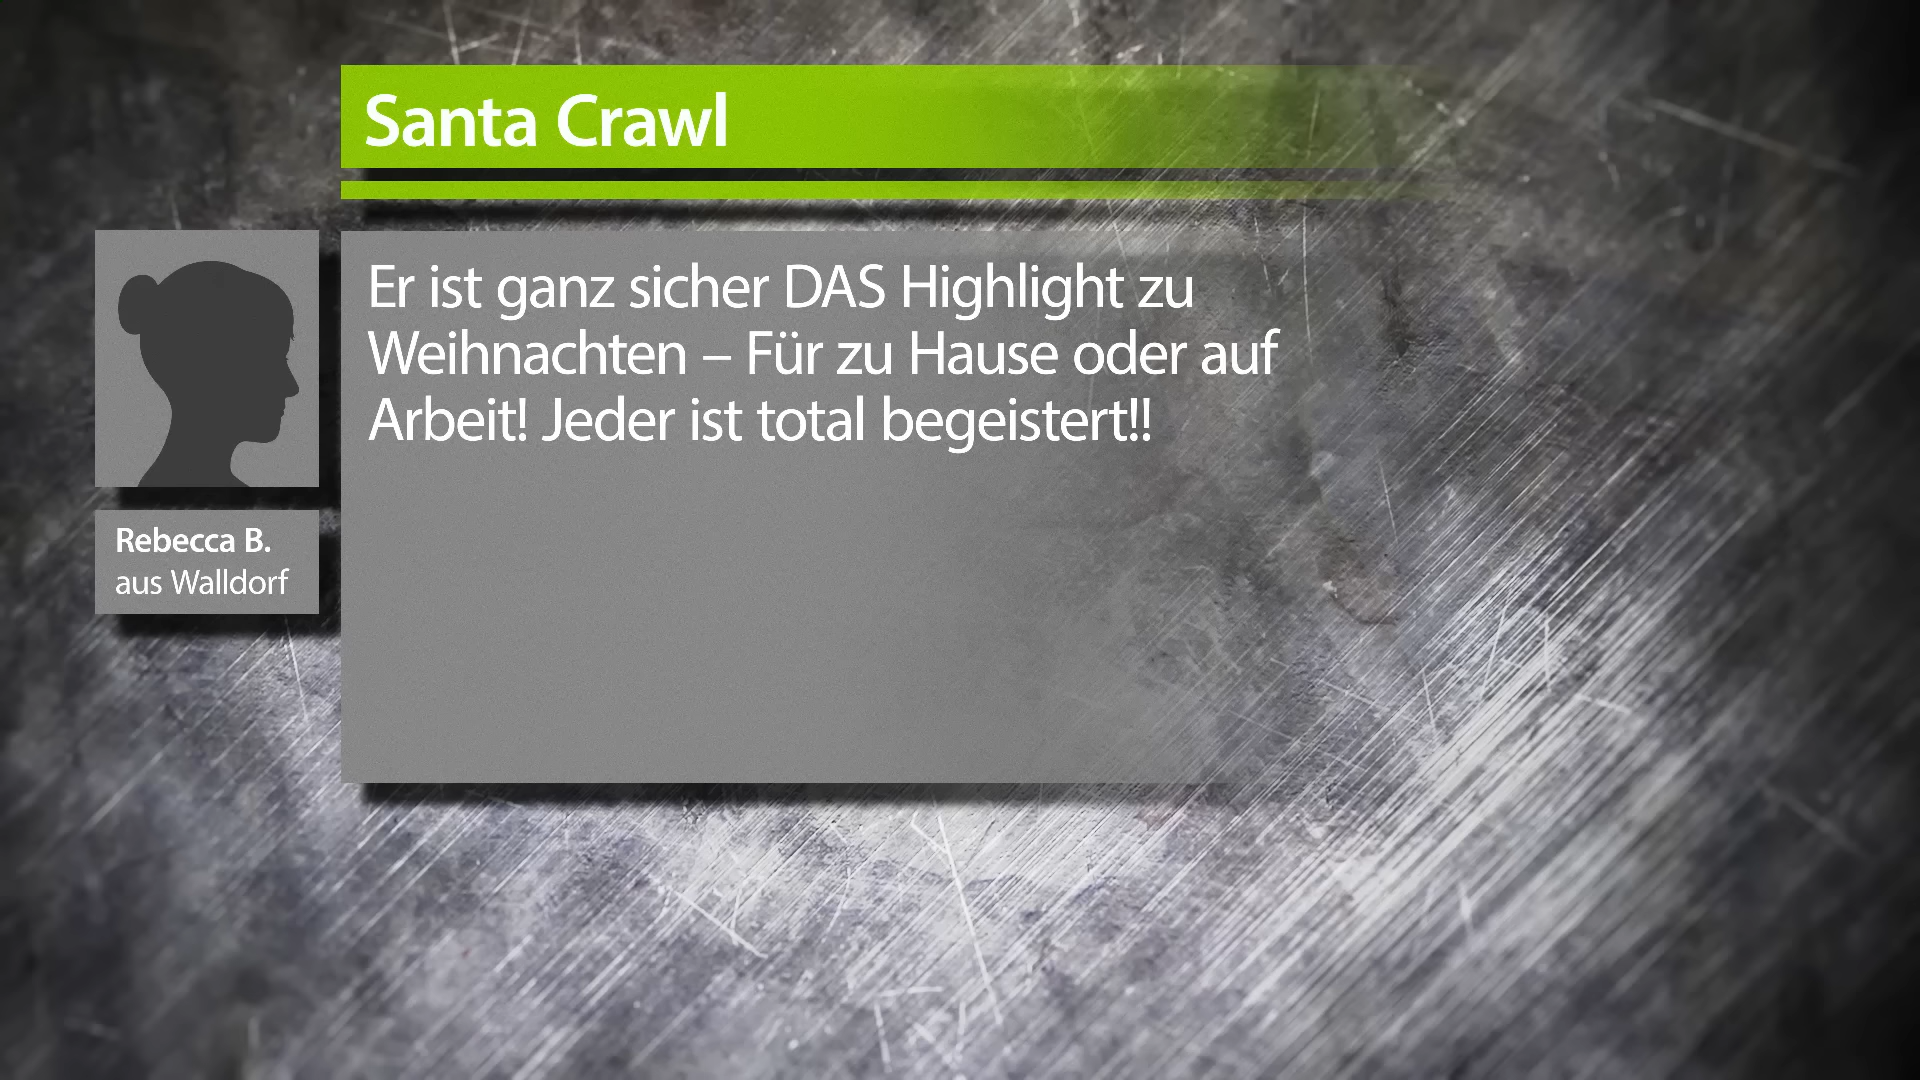 Santa Crawl
Er ist ganz sicher DAS Highlight zu
Weihnachten – Für zu Hause oder auf
Arbeit! Jeder ist total begeistert!!
Rebecca B.
aus Walldorf